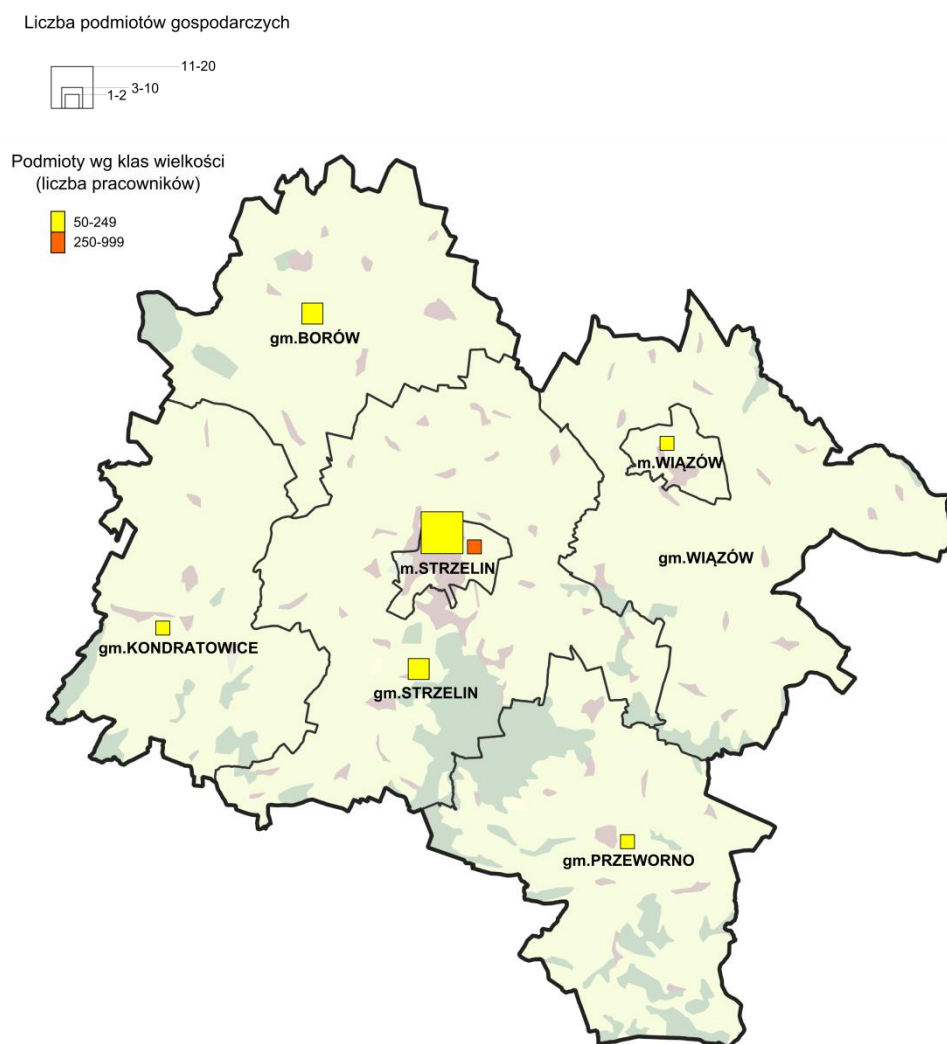 Liczba podmiotów gospodarczych
11-20
3-10
1-2
Podmioty wg klas wielkości
(liczba pracowników)
50-249
250-999
gm.BORÓW
m.WIĄZÓW
gm.WIĄZÓW
m.STRZELIN
gm.KONDRATOWICE
gm.STRZELIN
gm.PRZEWORNO